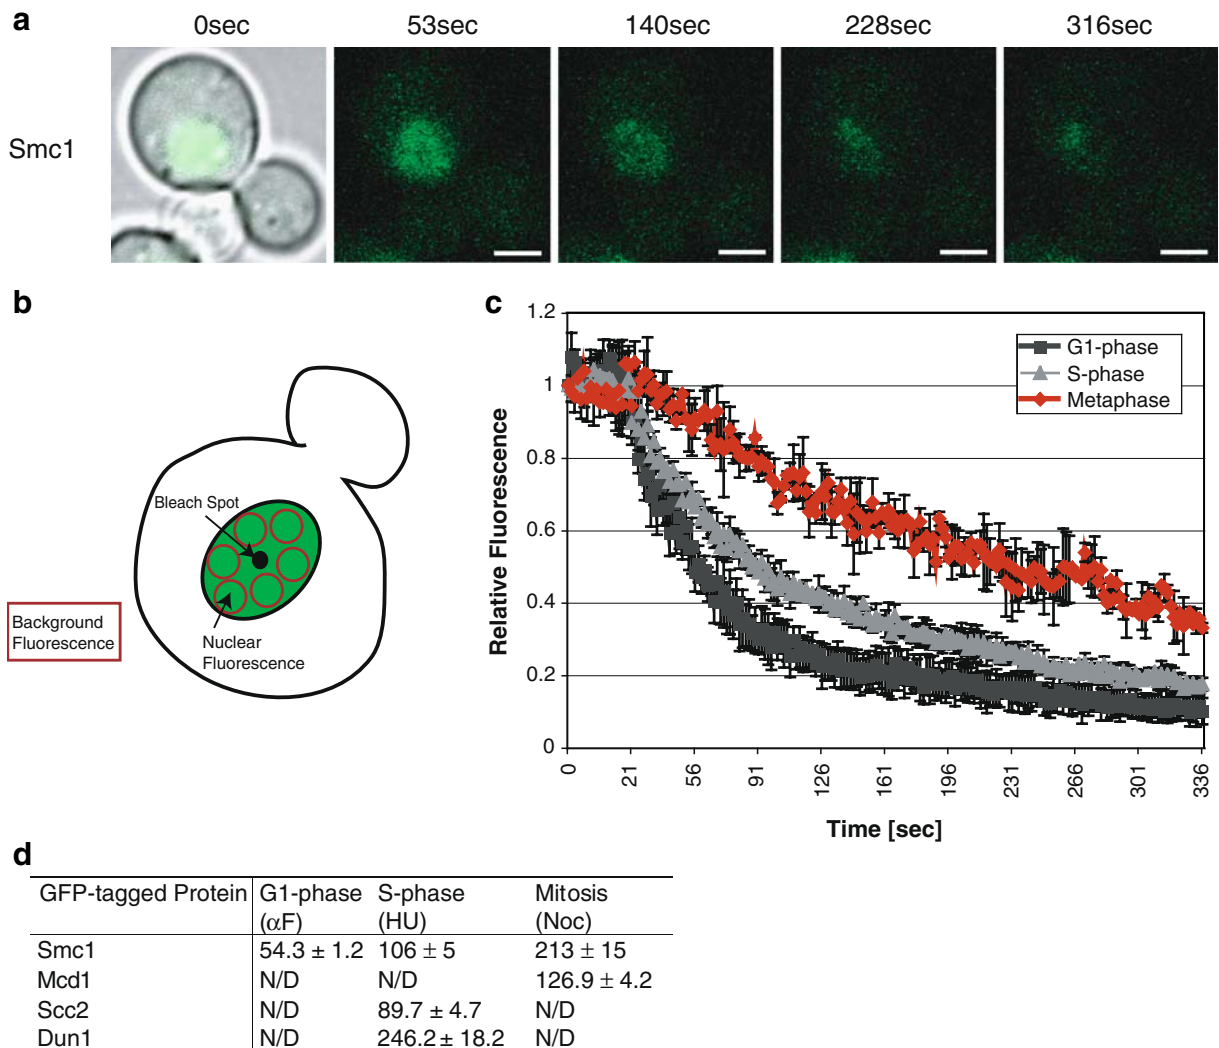 a
0sec 53sec 140sec 228sec 316sec
Smc1
b
Bleach Spot
Background
Fluorescence
Nuclear
Fluorescence
c
1.2
1
0.8
0.6
0.4
0.2
0
Relative Fluorescence
G1-phase
S-phase
Metaphase
0 21 56 91 126 161 196 231 266 301 336
Time [sec]
d
GFP-tagged Protein G1-phase S-phase Mitosis
(αF) (HU) (Noc)
Smc1 54.3 ± 1.2 106 ± 5 213 ± 15
Mcd1 N/D N/D 126.9 ± 4.2
Scc2 N/D 89.7 ± 4.7 N/D
Dun1 N/D 246.2 ± 18.2 N/D